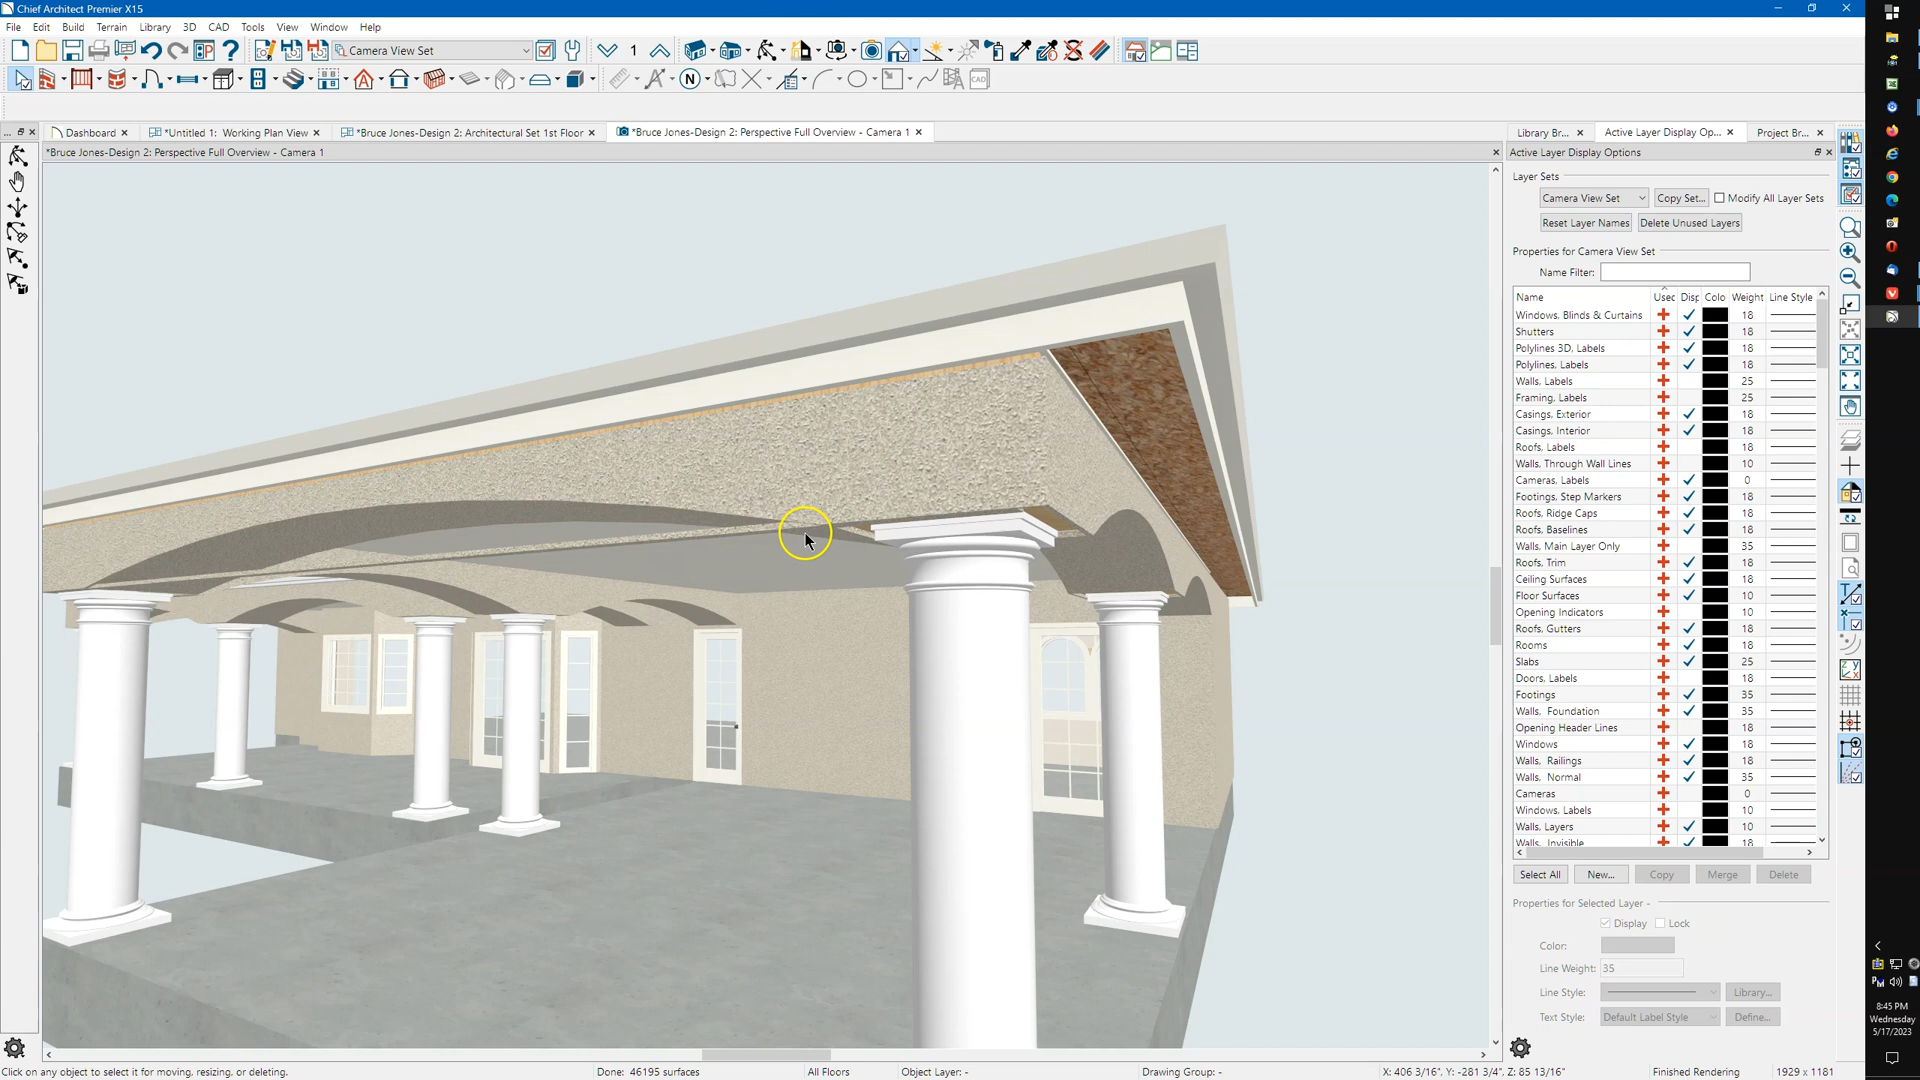 Chief Architect Premier X15
File Edit Build Terrain Library 3D CAD Tools View Window Help
Camera View Set 1
Dashboard × *Untitled 1: Working Plan View × *Bruce Jones-Design 2: Architectural Set 1st Floor × *Bruce Jones-Design 2: Perspective Full Overview - Camera 1 ×
Library Br... × Active Layer Display Op... × Project Br... ×
*Bruce Jones-Design 2: Perspective Full Overview - Camera 1
Active Layer Display Options
Layer Sets
Camera View Set Copy Set... Modify All Layer Sets
Reset Layer Names Delete Unused Layers
Properties for Camera View Set
Name Filter:
Name Used Disp Colo Weight Line Style
Windows, Blinds & Curtains 18
Shutters 18
Polylines 3D, Labels 18
Polylines, Labels 18
Walls, Labels 25
Framing, Labels 25
Casings, Exterior 18
Casings, Interior 18
Roofs, Labels 18
Walls, Through Wall Lines 10
Cameras, Labels 0
Footings, Step Markers 18
Roofs, Ridge Caps 18
Roofs, Baselines 18
Walls, Main Layer Only 35
Roofs, Trim 18
Ceiling Surfaces 18
Floor Surfaces 10
Opening Indicators 10
Roofs, Gutters 18
Rooms 18
Slabs 25
Doors, Labels 18
Footings 35
Walls, Foundation 35
Opening Header Lines 18
Windows 18
Walls, Railings 18
Walls, Normal 35
Cameras 0
Windows, Labels 10
Walls, Layers 10
Walls, Invisible 18
Select All New... Copy Merge Delete
Properties for Selected Layer -
Display Lock
Color:
Line Weight: 35
Line Style: Library...
Text Style: Default Label Style Define...
8:45 PM
Wednesday
5/17/2023
Click on any object to select it for moving, resizing, or deleting. Done: 46195 surfaces All Floors Object Layer: - Drawing Group: - X: 406 3/16", Y: -281 3/4", Z: 85 13/16" Finished Rendering 1929 x 1181